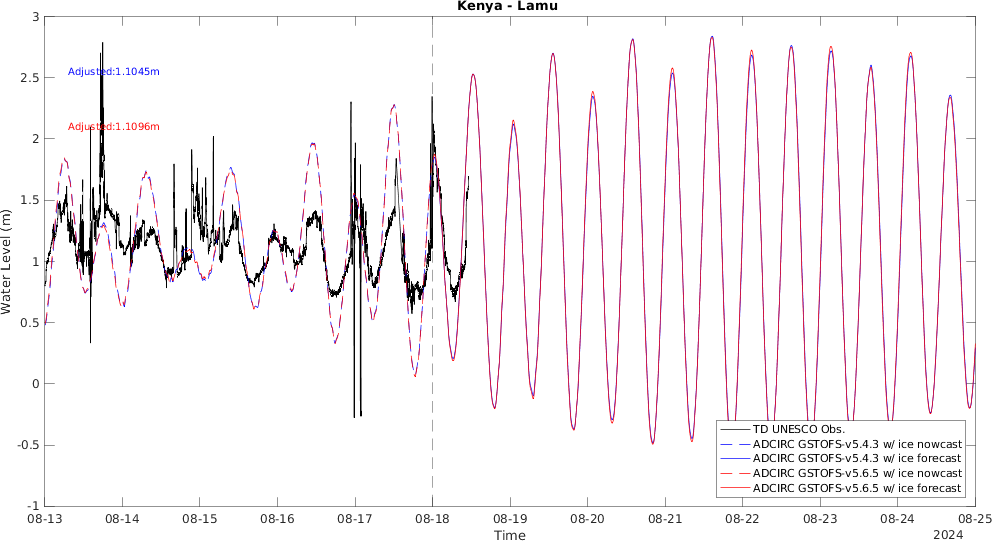 Kenya - Lamu
Water Level (m)
3
2.5
2
1.5
1
0.5
0
-0.5
-1
Adjusted:1.1045m
Adjusted:1.1096m
TD UNESCO Obs.
ADCIRC GSTOFS-v5.4.3 w/ ice nowcast
ADCIRC GSTOFS-v5.4.3 w/ ice forecast
ADCIRC GSTOFS-v5.6.5 w/ ice nowcast
ADCIRC GSTOFS-v5.6.5 w/ ice forecast
08-13 08-14 08-15 08-16 08-17 08-18 08-19 08-20 08-21 08-22 08-23 08-24 08-25
Time
2024